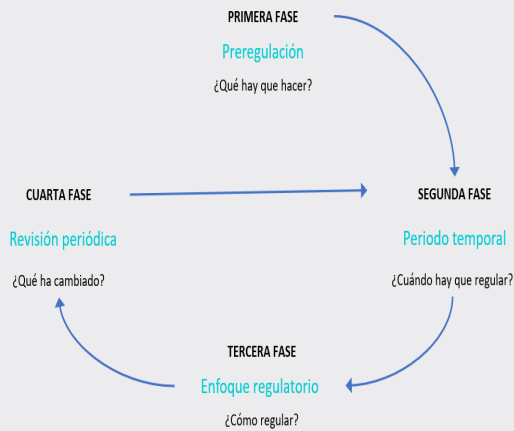 PRIMERA FASE
Preregulación
¿Qué hay que hacer?
CUARTA FASE
Revisión periódica
¿Qué ha cambiado?
SEGUNDA FASE
Periodo temporal
¿Cuándo hay que regular?
TERCERA FASE
Enfoque regulatorio
¿Cómo regular?